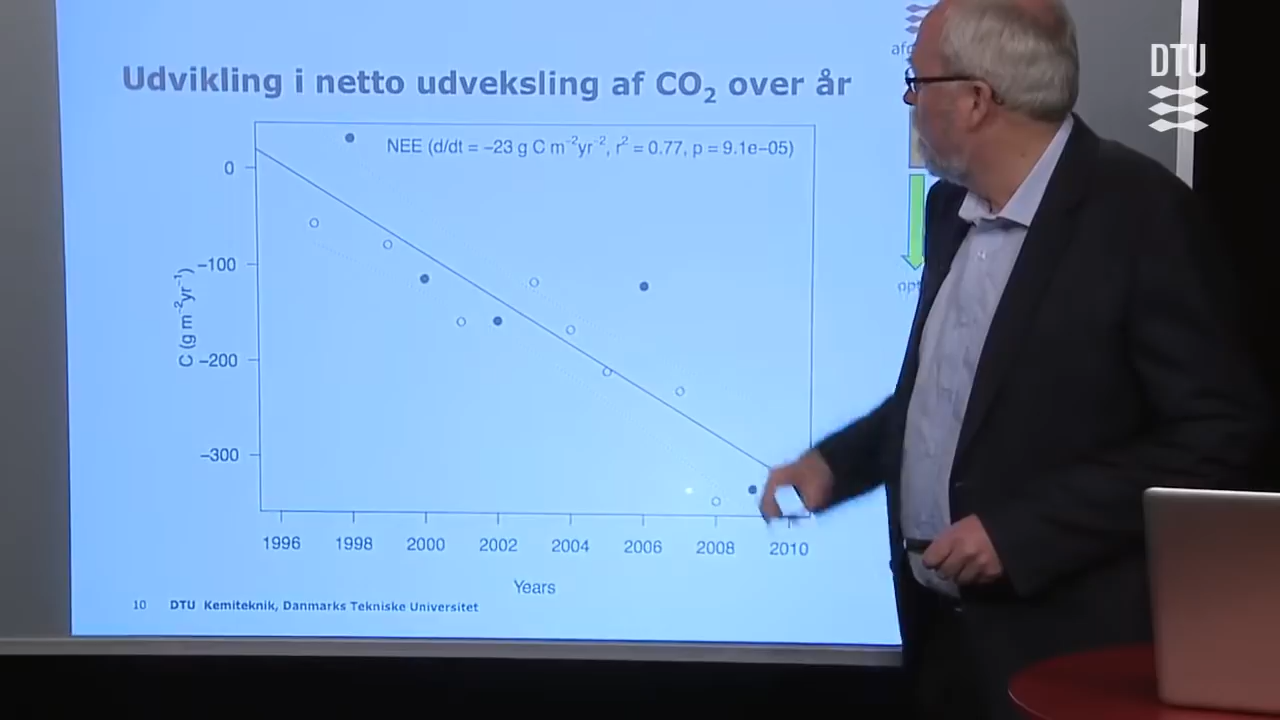 DTU
Udvikling i netto udveksling af CO₂ over år
NEE (d/dt = −23 g C m⁻²yr⁻², r² = 0.77, p = 9.1e−05)
C (g m⁻²yr⁻¹)
0
−100
−200
−300
1996 1998 2000 2002 2004 2006 2008 2010
Years
10 DTU Kemiteknik, Danmarks Tekniske Universitet